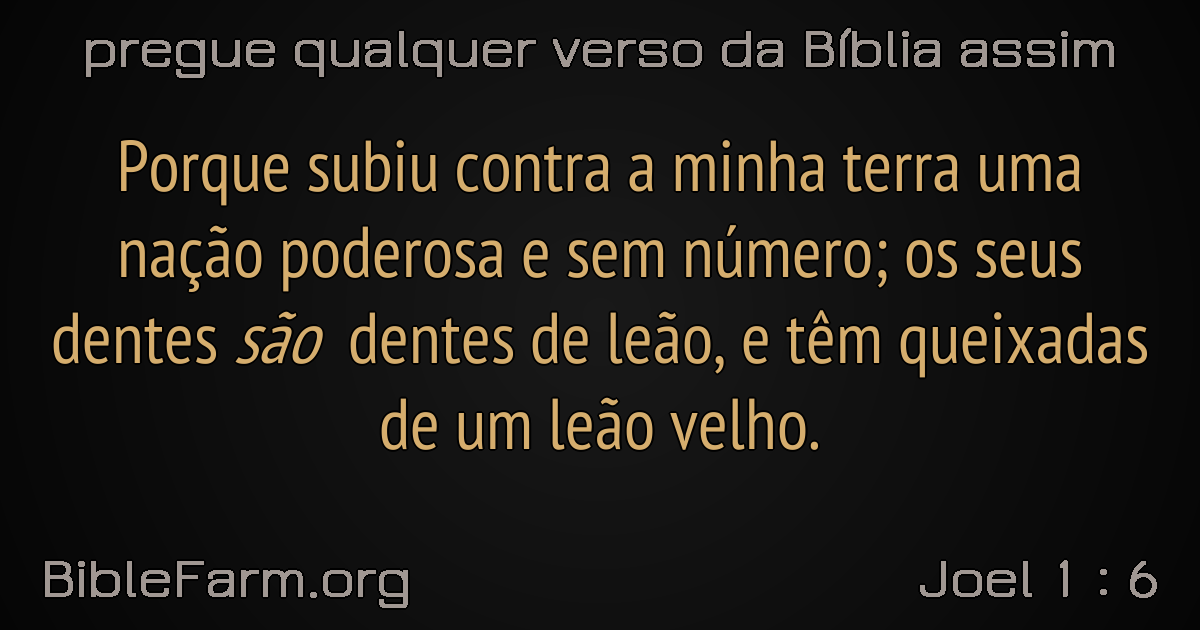 pregue qualquer verso da Bíblia assim
Porque subiu contra a minha terra uma
nação poderosa e sem número; os seus
dentes são dentes de leão, e têm queixadas
de um leão velho.
BibleFarm.org
Joel 1 : 6